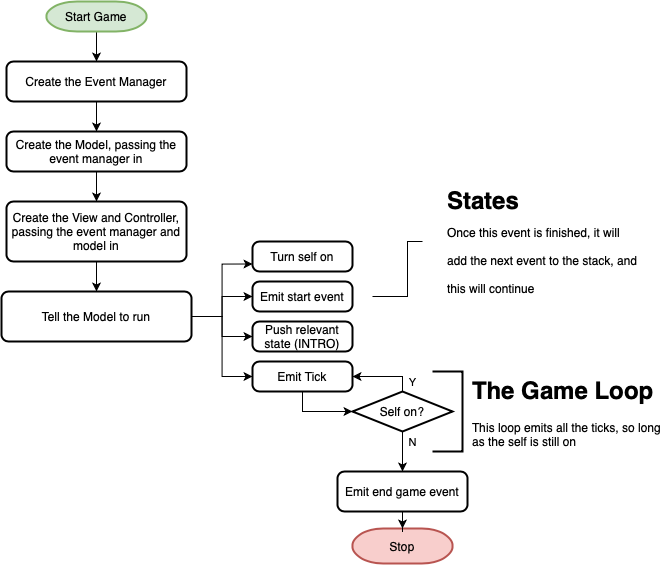 Start Game
Create the Event Manager
Create the Model, passing the
event manager in
Create the View and Controller,
passing the event manager and
model in
Tell the Model to run
Turn self on
Emit start event
Push relevant
state (INTRO)
Emit Tick
States
Once this event is finished, it will
add the next event to the stack, and
this will continue
Y
Self on?
N
The Game Loop
This loop emits all the ticks, so long
as the self is still on
Emit end game event
Stop